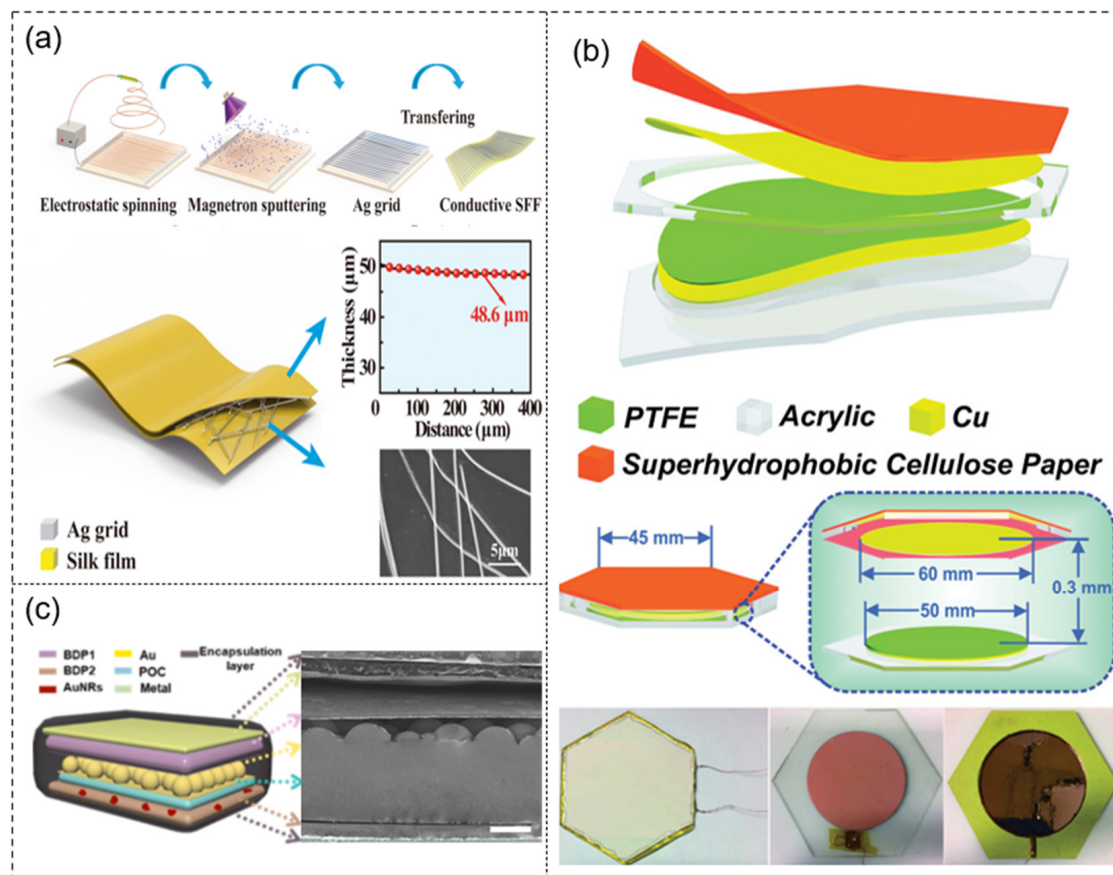 (a)
Transfering
Electrostatic spinning Magnetron sputtering Ag grid Conductive SFF
Thickness (μm)
50
40
30
48.6 μm
0 100 200 300 400
Distance (μm)
Ag grid
Silk film
5μm
(b)
PTFE Acrylic Cu
Superhydrophobic Cellulose Paper
45 mm
60 mm
0.3 mm
50 mm
(c)
BDP1 Au Encapsulation
layer
BDP2 POC
AuNRs Metal